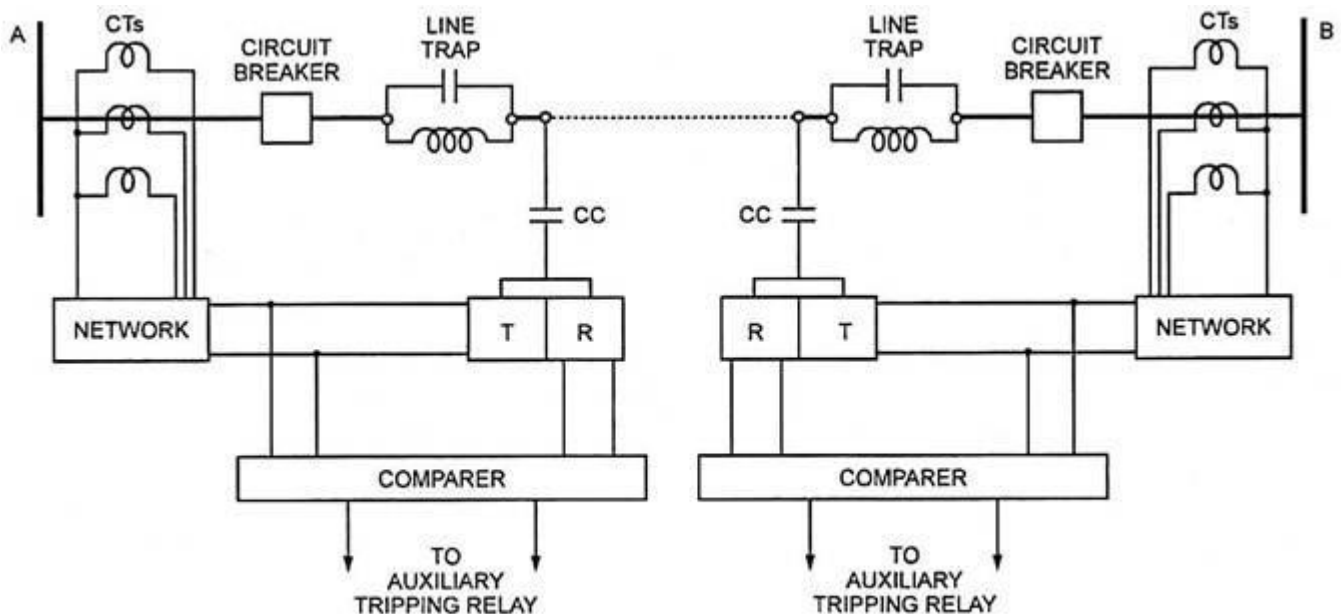 A
CTs
CIRCUIT
BREAKER
LINE
TRAP
LINE
TRAP
CIRCUIT
BREAKER
CTs
B
CC
CC
NETWORK
T
R
R
T
NETWORK
COMPARER
COMPARER
TO
AUXILIARY
TRIPPING RELAY
TO
AUXILIARY
TRIPPING RELAY